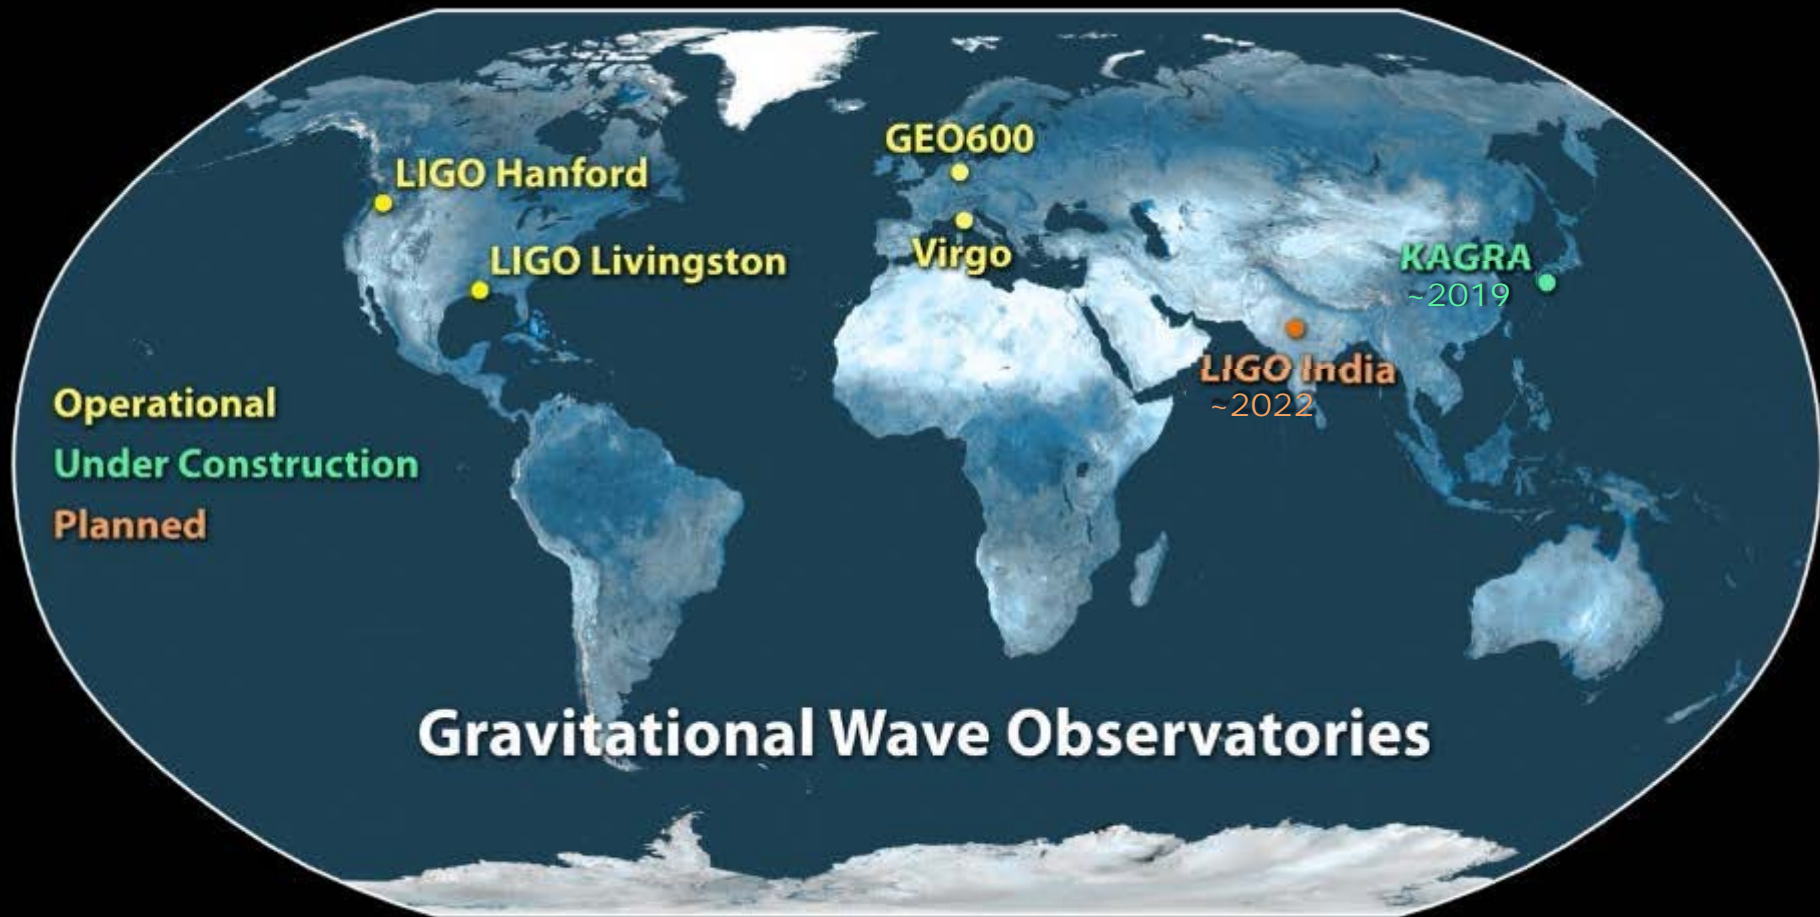 GEO600
LIGO Hanford
Virgo
LIGO Livingston
KAGRA
~2019
LIGO India
~2022
Operational
Under Construction
Planned
Gravitational Wave Observatories